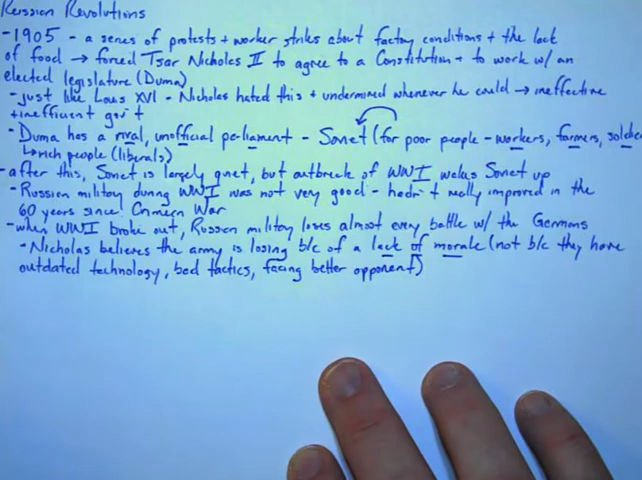 Russian Revolutions
-1905 - a series of protests + worker strikes about factory conditions + the lack
of food → forced Tsar Nicholas II to agree to a Constitution + to work w/ an
elected legislature (Duma)
-just like Louis XVI - Nicholas hated this + undermined whenever he could → ineffective
+inefficient gov't
-Duma has a rival, unofficial parliament - Soviet (for poor people - workers, farmers, soldie
↳rich people (liberals)
-after this, Soviet is largely quiet, but outbreak of WWI wakes Soviet up
-Russian military during WWI was not very good - hadn't really improved in the
60 years since Crimean War
-when WWI broke out, Russian military loses almost every battle w/ the Germans
-Nicholas believes the army is losing b/c of a lack of morale (not b/c they have
outdated technology, bad tactics, facing better opponent)